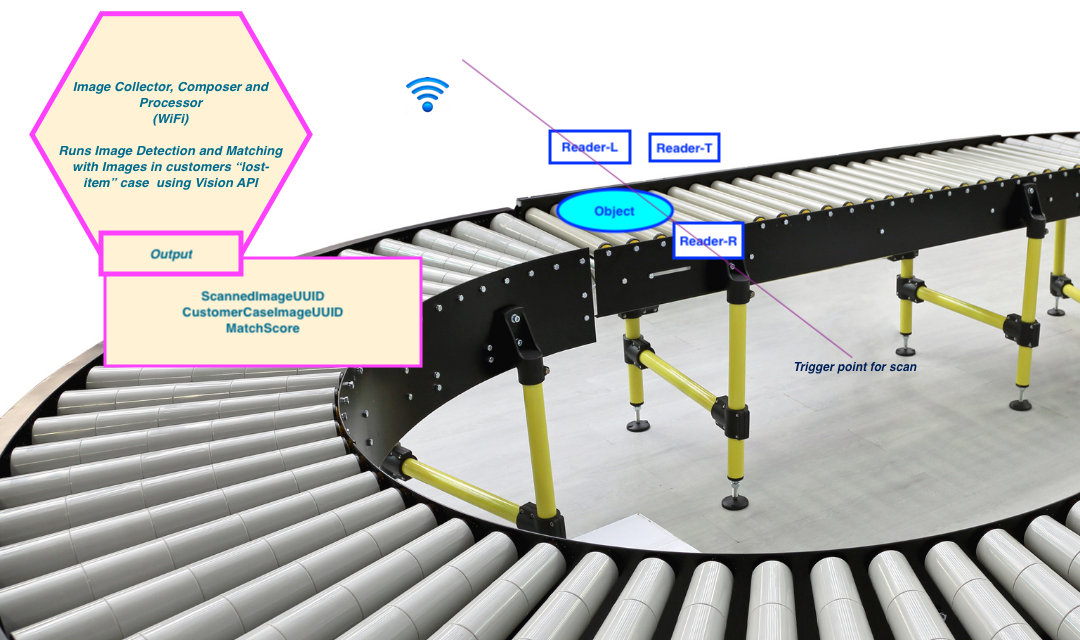 Image Collector, Composer and
Processor
(WiFi)
Runs Image Detection and Matching
with Images in customers “lost-
item” case using Vision API
Output
ScannedImageUUID
CustomerCaseImageUUID
MatchScore
Reader-L
Reader-T
Object
Reader-R
Trigger point for scan